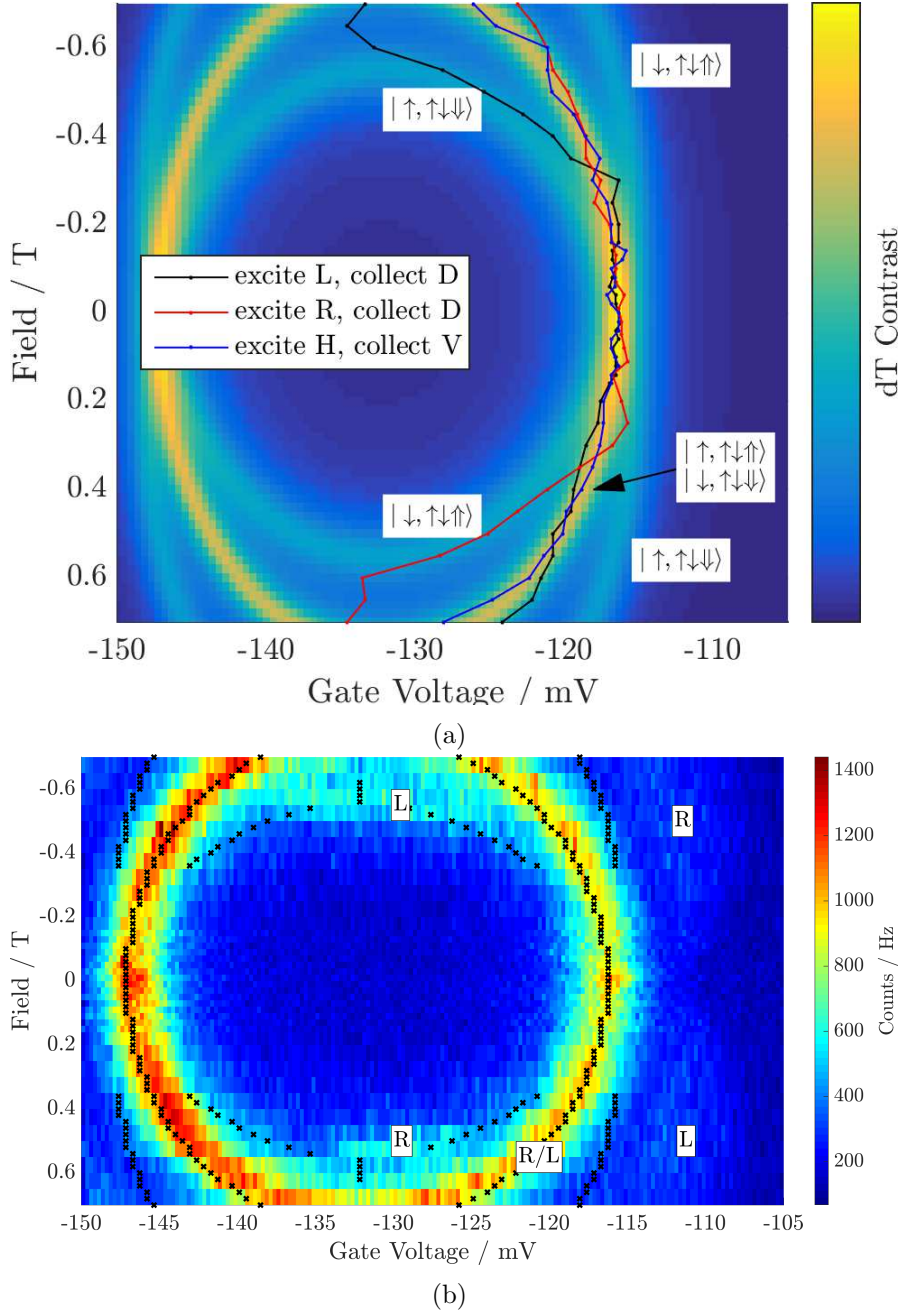 -0.6
-0.4
-0.2
0
0.2
0.4
0.6
Field / T
| ↓, ↑↓⇑⟩
| ↑, ↑↓⇓⟩
excite L, collect D
excite R, collect D
excite H, collect V
| ↑, ↑↓⇑⟩
| ↓, ↑↓⇓⟩
| ↓, ↑↓⇑⟩
| ↑, ↑↓⇓⟩
-150
-140
-130
-120
-110
Gate Voltage / mV
dT Contrast
(a)
-0.6
-0.4
-0.2
0
0.2
0.4
0.6
Field / T
L
R
R
R/L
L
-150
-145
-140
-135
-130
-125
-120
-115
-110
-105
Gate Voltage / mV
1400
1200
1000
800
600
400
200
Counts / Hz
(b)